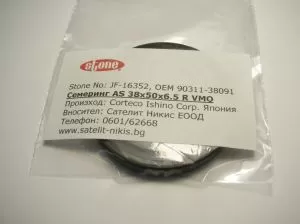 stone
Stone No: JF-16352, OEM 90311-38091
Семеринг AS 38x50x6.5 R VMQ
Произход: Corteco Ishino Corp. Япония
Вносител: Сателит Никис ЕООД
Телефон: 0601/62668
www.satelit-nikis.bg